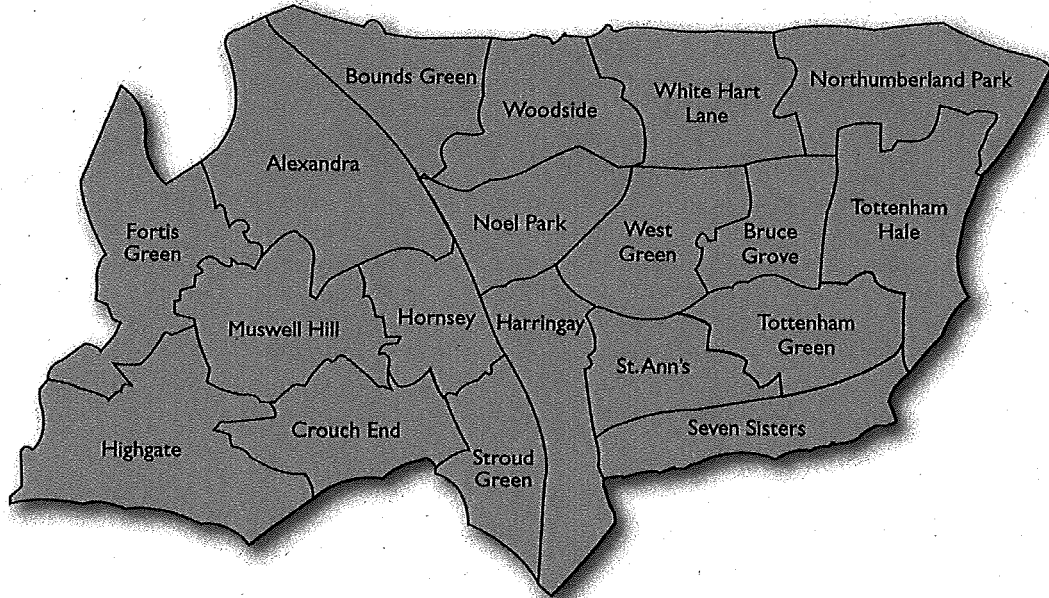 Bounds Green
Woodside
White Hart
Lane
Northumberland Park
Alexandra
Fortis
Green
Noel Park
West
Green
Bruce
Grove
Tottenham
Hale
Muswell Hill
Hornsey
Harringay
Tottenham
Green
St. Ann's
Highgate
Crouch End
Stroud
Green
Seven Sisters